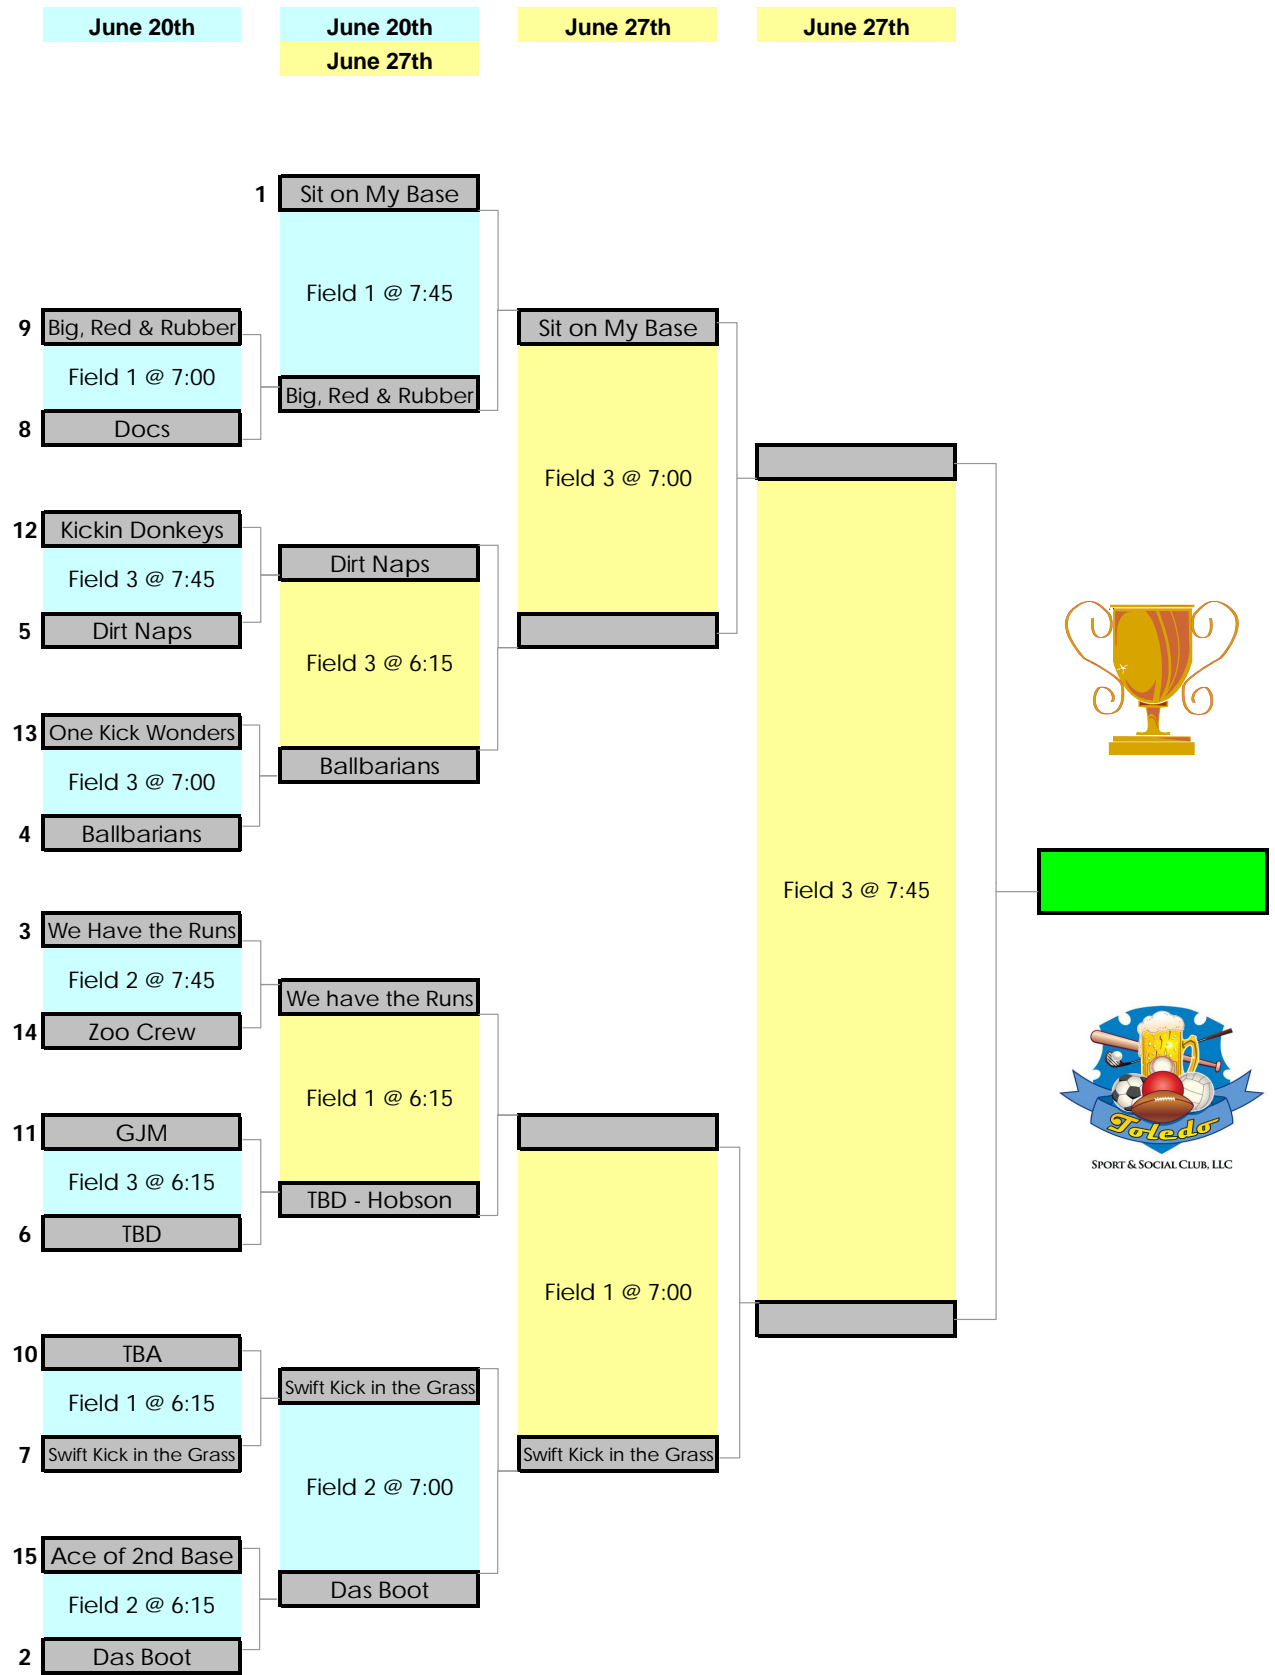 June 20th
June 20th
June 27th
June 27th
June 27th
1 Sit on My Base
Field 1 @ 7:45
9 Big, Red & Rubber
Sit on My Base
Field 1 @ 7:00
Big, Red & Rubber
8 Docs
Field 3 @ 7:00
12 Kickin Donkeys
Dirt Naps
Field 3 @ 7:45
5 Dirt Naps
Field 3 @ 6:15
13 One Kick Wonders
Ballbarians
Field 3 @ 7:00
4 Ballbarians
Field 3 @ 7:45
3 We Have the Runs
Field 2 @ 7:45
We have the Runs
14 Zoo Crew
Field 1 @ 6:15
Toledo
SPORT & SOCIAL CLUB, LLC
11 GJM
Field 3 @ 6:15
TBD - Hobson
6 TBD
Field 1 @ 7:00
10 TBA
Swift Kick in the Grass
Field 1 @ 6:15
7 Swift Kick in the Grass
Swift Kick in the Grass
Field 2 @ 7:00
15 Ace of 2nd Base
Das Boot
Field 2 @ 6:15
2 Das Boot